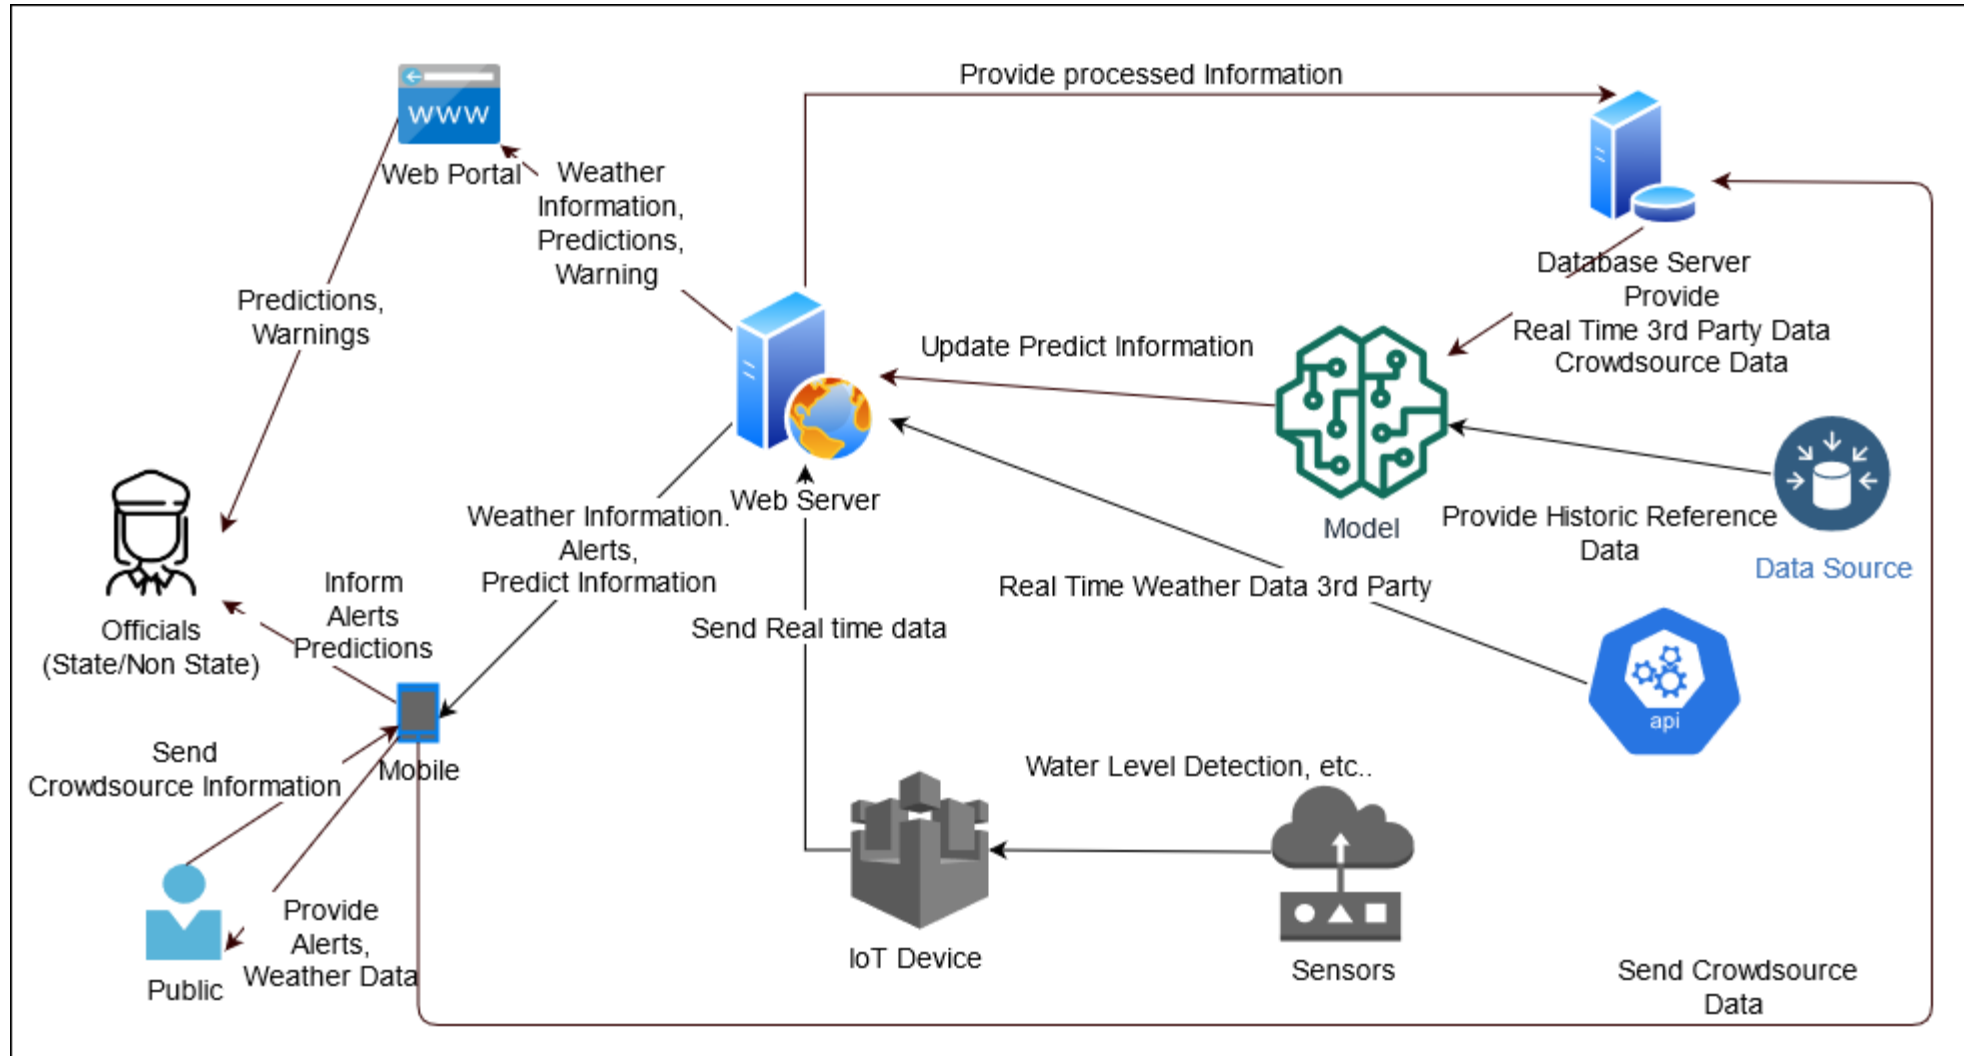 Provide processed Information
WWW
Web Portal
Weather
Information,
Predictions,
Warning
Predictions,
Warnings
Database Server
Provide
Real Time 3rd Party Data
Crowdsource Data
Update Predict Information
Web Server
Model
Provide Historic Reference
Data
Data Source
Weather Information.
Alerts,
Predict Information
Real Time Weather Data 3rd Party
api
Send Real time data
Officials
(State/Non State)
Inform
Alerts
Predictions
Mobile
Send
Crowdsource Information
Water Level Detection, etc..
Public
Provide
Alerts,
Weather Data
IoT Device
Sensors
Send Crowdsource
Data